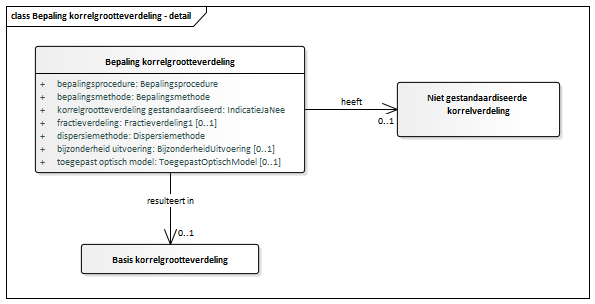 class Bepaling korrelgrootteverdeling - detail
Bepaling korrelgrootteverdeling
+ bepalingsprocedure: Bepalingsprocedure
+ bepalingsmethode: Bepalingsmethode
+ korrelgrootteverdeling gestandaardiseerd: IndicatieJaNee
+ fractieverdeling: Fractieverdeling1 [0..1]
+ dispersiemethode: Dispersiemethode
+ bijzonderheid uitvoering: BijzonderheidUitvoering [0..1]
+ toegepast optisch model: ToegepastOptischModel [0..1]
heeft
0..1
Niet gestandaardiseerde
korrelverdeling
resulteert in
0..1
Basis korrelgrootteverdeling